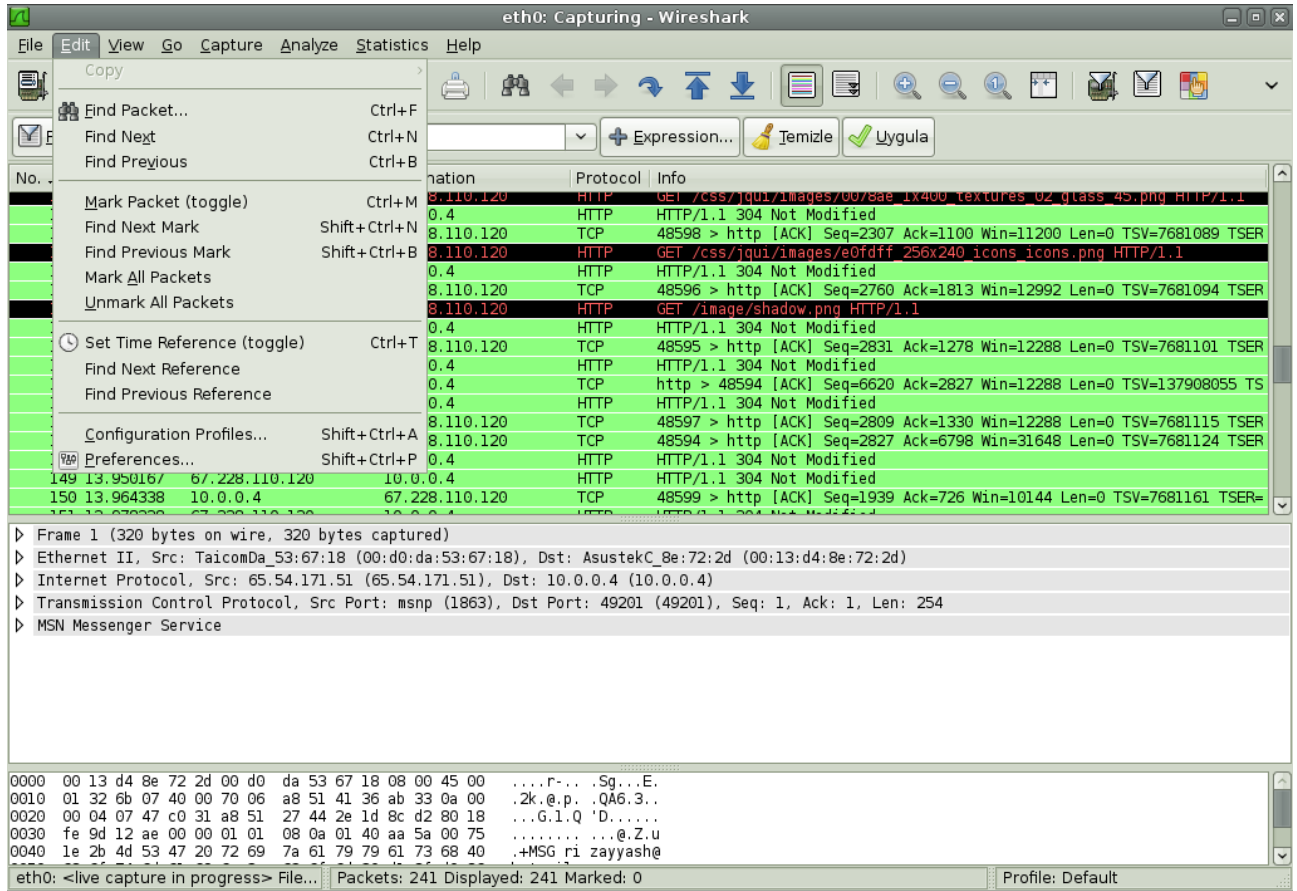 eth0: Capturing - Wireshark
File Edit View Go Capture Analyze Statistics Help
Copy
Find Packet... Ctrl+F
Find Next Ctrl+N
Find Previous Ctrl+B
Mark Packet (toggle) Ctrl+M
Find Next Mark Shift+Ctrl+N
Find Previous Mark Shift+Ctrl+B
Mark All Packets
Unmark All Packets
Set Time Reference (toggle) Ctrl+T
Find Next Reference
Find Previous Reference
Configuration Profiles... Shift+Ctrl+A
Preferences... Shift+Ctrl+P
Expression... Temizle Uygula
No. . nation Protocol Info
8.110.120 HTTP GET /css/jqui/images/0078ae_1x400_textures_02_glass_45.png HTTP/1.1
0.4 HTTP HTTP/1.1 304 Not Modified
8.110.120 TCP 48598 > http [ACK] Seq=2307 Ack=1100 Win=11200 Len=0 TSV=7681089 TSER
8.110.120 HTTP GET /css/jqui/images/e0fdff_256x240_icons_icons.png HTTP/1.1
0.4 HTTP HTTP/1.1 304 Not Modified
8.110.120 TCP 48596 > http [ACK] Seq=2760 Ack=1813 Win=12992 Len=0 TSV=7681094 TSER
8.110.120 HTTP GET /image/shadow.png HTTP/1.1
0.4 HTTP HTTP/1.1 304 Not Modified
8.110.120 TCP 48595 > http [ACK] Seq=2831 Ack=1278 Win=12288 Len=0 TSV=7681101 TSER
0.4 HTTP HTTP/1.1 304 Not Modified
0.4 TCP http > 48594 [ACK] Seq=6620 Ack=2827 Win=12288 Len=0 TSV=137908055 TS
0.4 HTTP HTTP/1.1 304 Not Modified
8.110.120 TCP 48597 > http [ACK] Seq=2809 Ack=1330 Win=12288 Len=0 TSV=7681115 TSER
8.110.120 TCP 48594 > http [ACK] Seq=2827 Ack=6798 Win=31648 Len=0 TSV=7681124 TSER
0.4 HTTP HTTP/1.1 304 Not Modified
149 13.950167 67.228.110.120 10.0.0.4 HTTP HTTP/1.1 304 Not Modified
150 13.964338 10.0.0.4 67.228.110.120 TCP 48599 > http [ACK] Seq=1939 Ack=726 Win=10144 Len=0 TSV=7681161 TSER=
Frame 1 (320 bytes on wire, 320 bytes captured)
Ethernet II, Src: TaicomDa_53:67:18 (00:d0:da:53:67:18), Dst: AsustekC_8e:72:2d (00:13:d4:8e:72:2d)
Internet Protocol, Src: 65.54.171.51 (65.54.171.51), Dst: 10.0.0.4 (10.0.0.4)
Transmission Control Protocol, Src Port: msnp (1863), Dst Port: 49201 (49201), Seq: 1, Ack: 1, Len: 254
MSN Messenger Service
0000 00 13 d4 8e 72 2d 00 d0 da 53 67 18 08 00 45 00 ....r-.. .Sg...E.
0010 01 32 6b 07 40 00 70 06 a8 51 41 36 ab 33 0a 00 .2k.@.p. .QA6.3..
0020 00 04 07 47 c0 31 a8 51 27 44 2e 1d 8c d2 80 18 ...G.1.Q 'D......
0030 fe 9d 12 ae 00 00 01 01 08 0a 01 40 aa 5a 00 75 ........ ...@.Z.u
0040 1e 2b 4d 53 47 20 72 69 7a 61 79 79 61 73 68 40 .+MSG ri zayyash@
eth0: <live capture in progress> File... Packets: 241 Displayed: 241 Marked: 0 Profile: Default